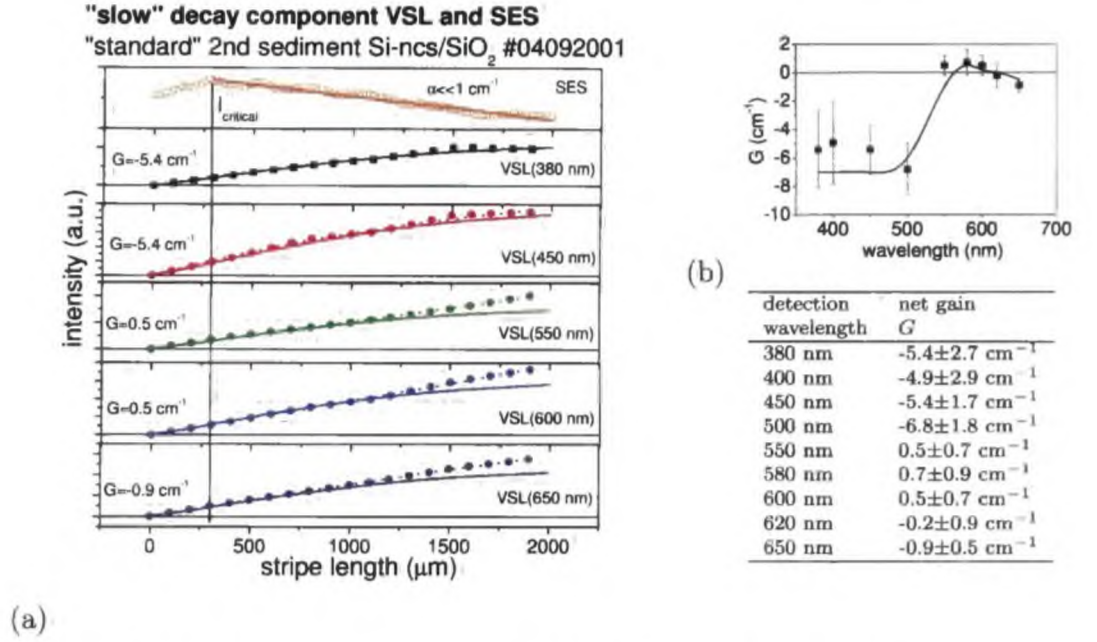 "slow" decay component VSL and SES
"standard" 2nd sediment Si-ncs/SiO₂ #04092001
α<<1 cm⁻¹
SES
l critical
G=-5.4 cm⁻¹
VSL(380 nm)
G=-5.4 cm⁻¹
VSL(450 nm)
G=0.5 cm⁻¹
VSL(550 nm)
G=0.5 cm⁻¹
VSL(600 nm)
G=-0.9 cm⁻¹
VSL(650 nm)
intensity (a.u.)
0 500 1000 1500 2000
stripe length (μm)
(a)
2
0
-2
-4
-6
-8
-10
G (cm⁻¹)
400 500 600 700
wavelength (nm)
(b)
detection net gain
wavelength G
380 nm -5.4±2.7 cm⁻¹
400 nm -4.9±2.9 cm⁻¹
450 nm -5.4±1.7 cm⁻¹
500 nm -6.8±1.8 cm⁻¹
550 nm 0.5±0.7 cm⁻¹
580 nm 0.7±0.9 cm⁻¹
600 nm 0.5±0.7 cm⁻¹
620 nm -0.2±0.9 cm⁻¹
650 nm -0.9±0.5 cm⁻¹